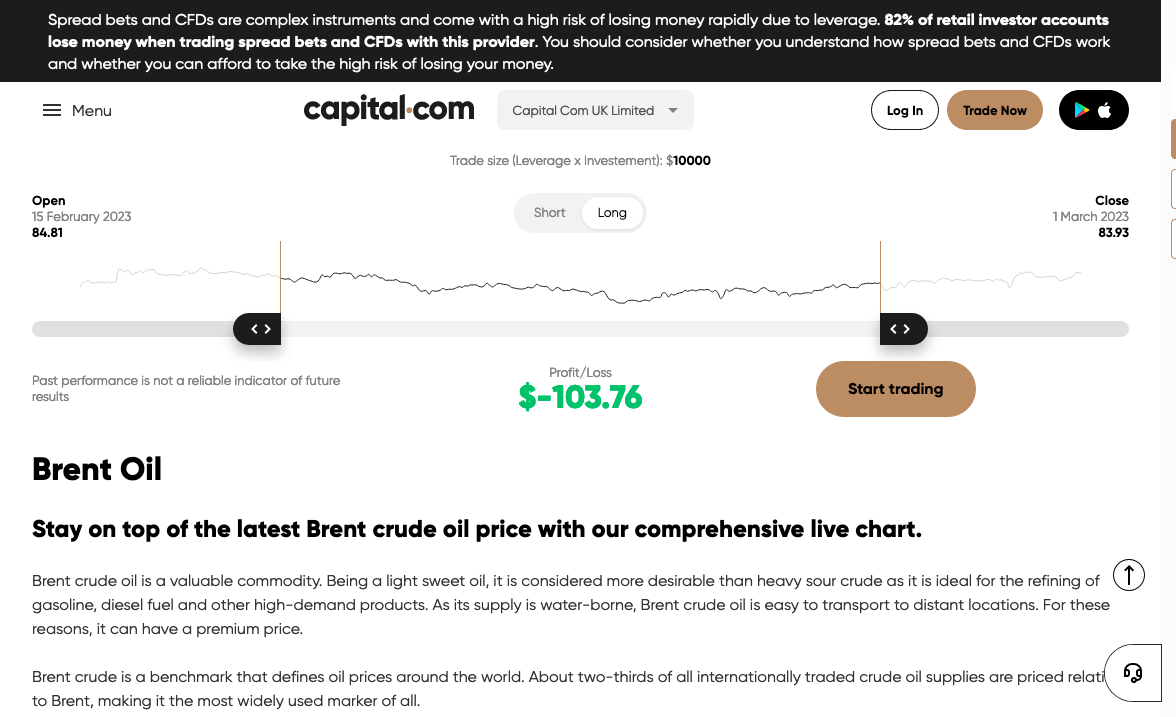 Spread bets and CFDs are complex instruments and come with a high risk of losing money rapidly due to leverage. 82% of retail investor accounts
lose money when trading spread bets and CFDs with this provider. You should consider whether you understand how spread bets and CFDs work
and whether you can afford to take the high risk of losing your money.
Menu
capital.com
Capital Com UK Limited
Log In
Trade Now
Trade size (Leverage x Investement): $10000
Open
15 February 2023
84.81
Short
Long
Close
1 March 2023
83.93
Past performance is not a reliable indicator of future
results
Profit/Loss
$-103.76
Start trading
Brent Oil
Stay on top of the latest Brent crude oil price with our comprehensive live chart.
Brent crude oil is a valuable commodity. Being a light sweet oil, it is considered more desirable than heavy sour crude as it is ideal for the refining of
gasoline, diesel fuel and other high-demand products. As its supply is water-borne, Brent crude oil is easy to transport to distant locations. For these
reasons, it can have a premium price.
Brent crude is a benchmark that defines oil prices around the world. About two-thirds of all internationally traded crude oil supplies are priced relati
to Brent, making it the most widely used marker of all.